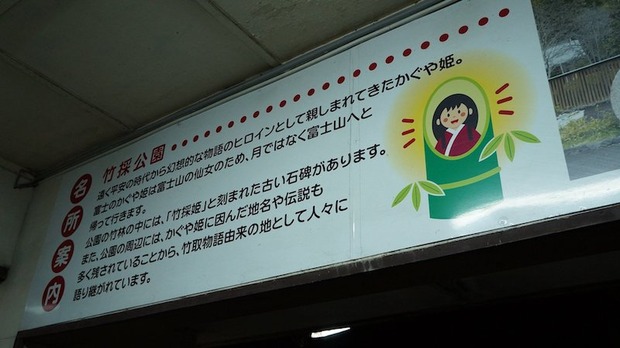 名所案内
竹採公園
遠く平安の時代から幻想的な物語のヒロインとして親しまれてきたかぐや姫。
富士のかぐや姫は富士山の仙女のため、月ではなく富士山へと
帰って行きます。
公園の竹林の中には、「竹採姫」と刻まれた古い石碑があります。
また、公園の周辺には、かぐや姫に因んだ地名や伝説も
多く残されていることから、竹取物語由来の地として人々に
語り継がれています。